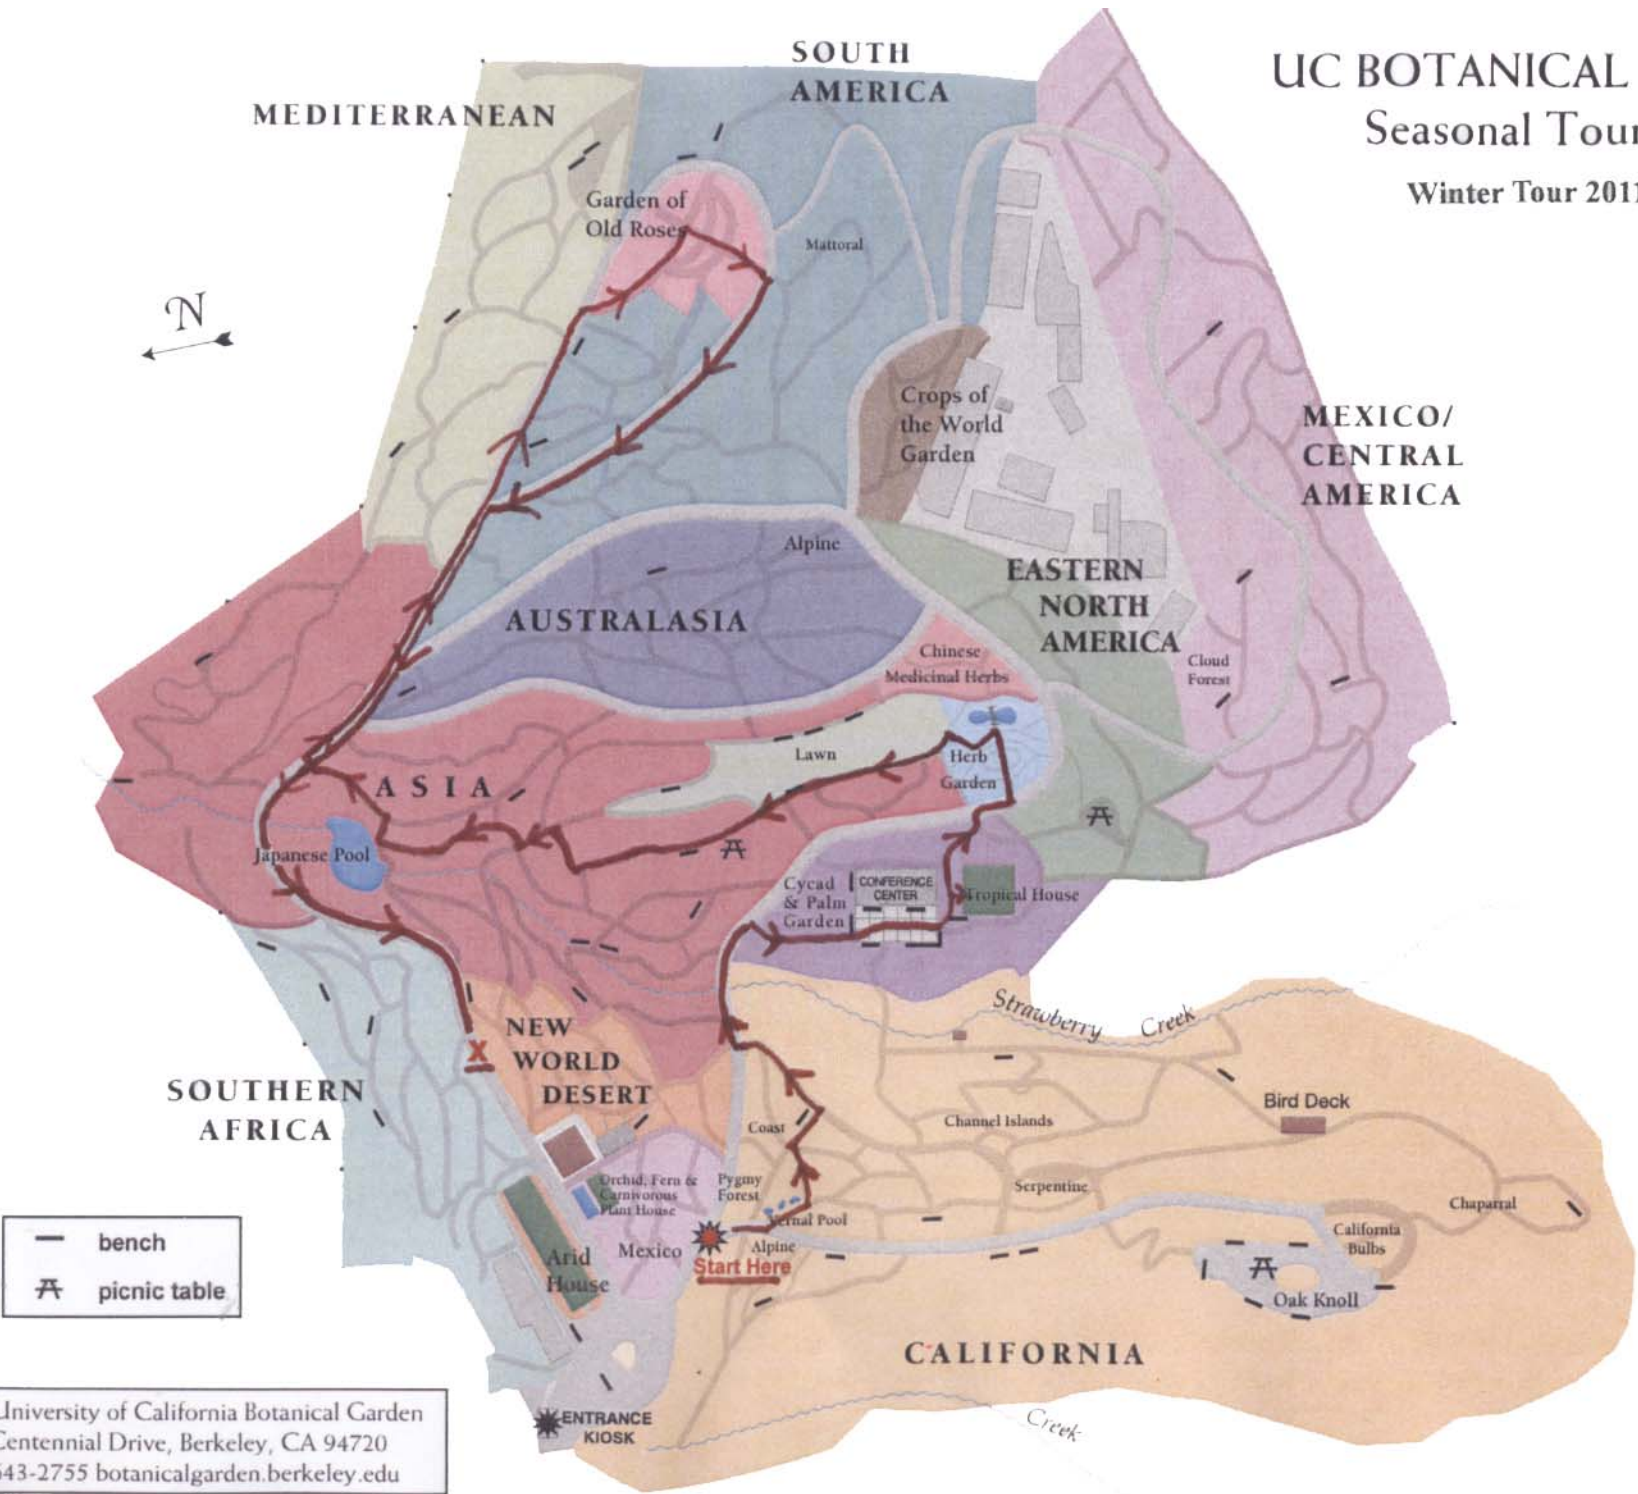 SOUTH
AMERICA
UC BOTANICAL
Seasonal Tour
Winter Tour 2011
MEDITERRANEAN
Garden of
Old Roses
Mattoral
N
Crops of
the World
Garden
MEXICO/
CENTRAL
AMERICA
Alpine
EASTERN
NORTH
AMERICA
AUSTRALASIA
Chinese
Medicinal Herbs
Cloud
Forest
Lawn
Herb
Garden
ASIA
Japanese Pool
Cycad
& Palm
Garden
CONFERENCE
CENTER
Tropical House
Strawberry Creek
NEW
WORLD
DESERT
X
SOUTHERN
AFRICA
Coast
Channel Islands
Bird Deck
Orchid, Fern &
Carnivorous
Plant House
Pygmy
Forest
Serpentine
Chaparral
Vernal Pool
California
Bulbs
Mexico
Alpine
Start Here
Arid
House
Oak Knoll
bench
picnic table
CALIFORNIA
ENTRANCE
KIOSK
Creek
University of California Botanical Garden
Centennial Drive, Berkeley, CA 94720
643-2755 botanicalgarden.berkeley.edu